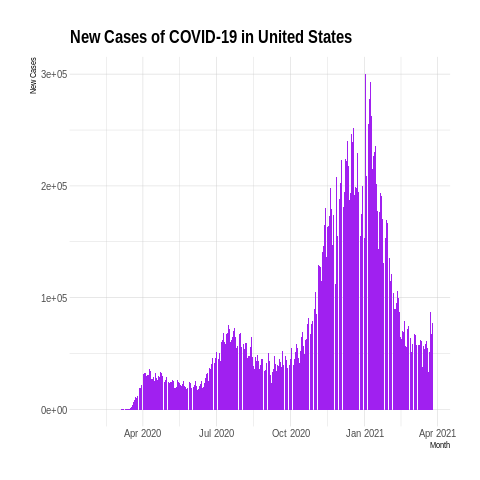 New Cases of COVID-19 in United States
New Cases
3e+05
2e+05
1e+05
0e+00
Apr 2020 Jul 2020 Oct 2020 Jan 2021 Apr 2021
Month